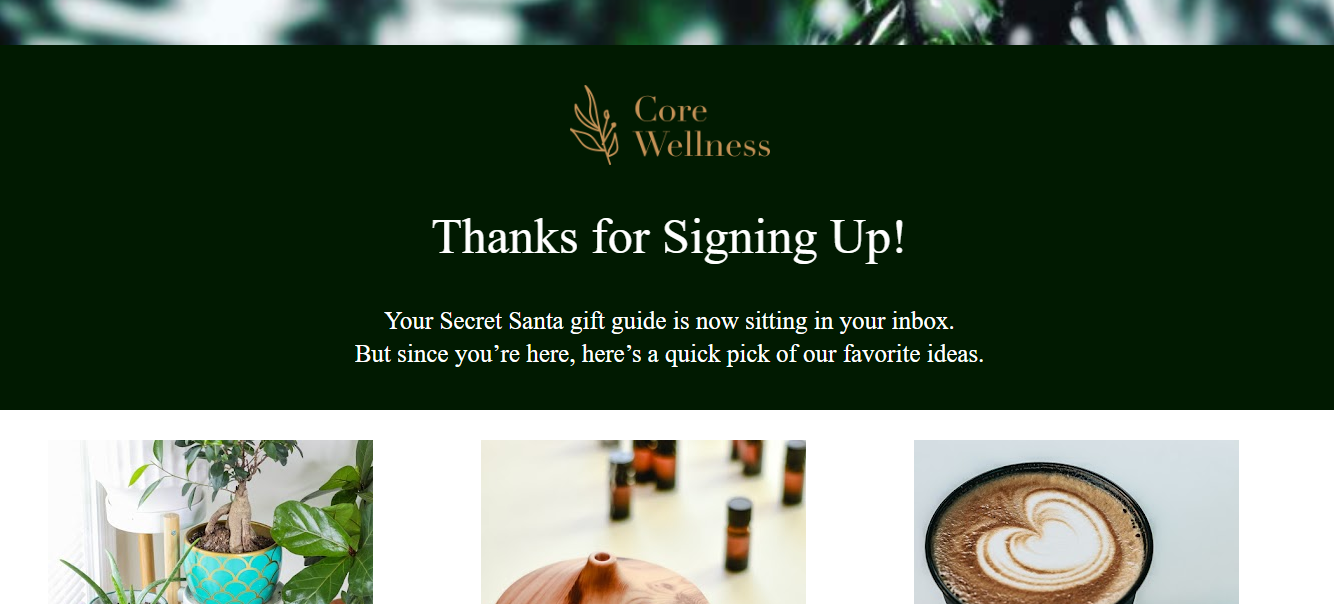 Core
Wellness
Thanks for Signing Up!
Your Secret Santa gift guide is now sitting in your inbox.
But since you’re here, here’s a quick pick of our favorite ideas.